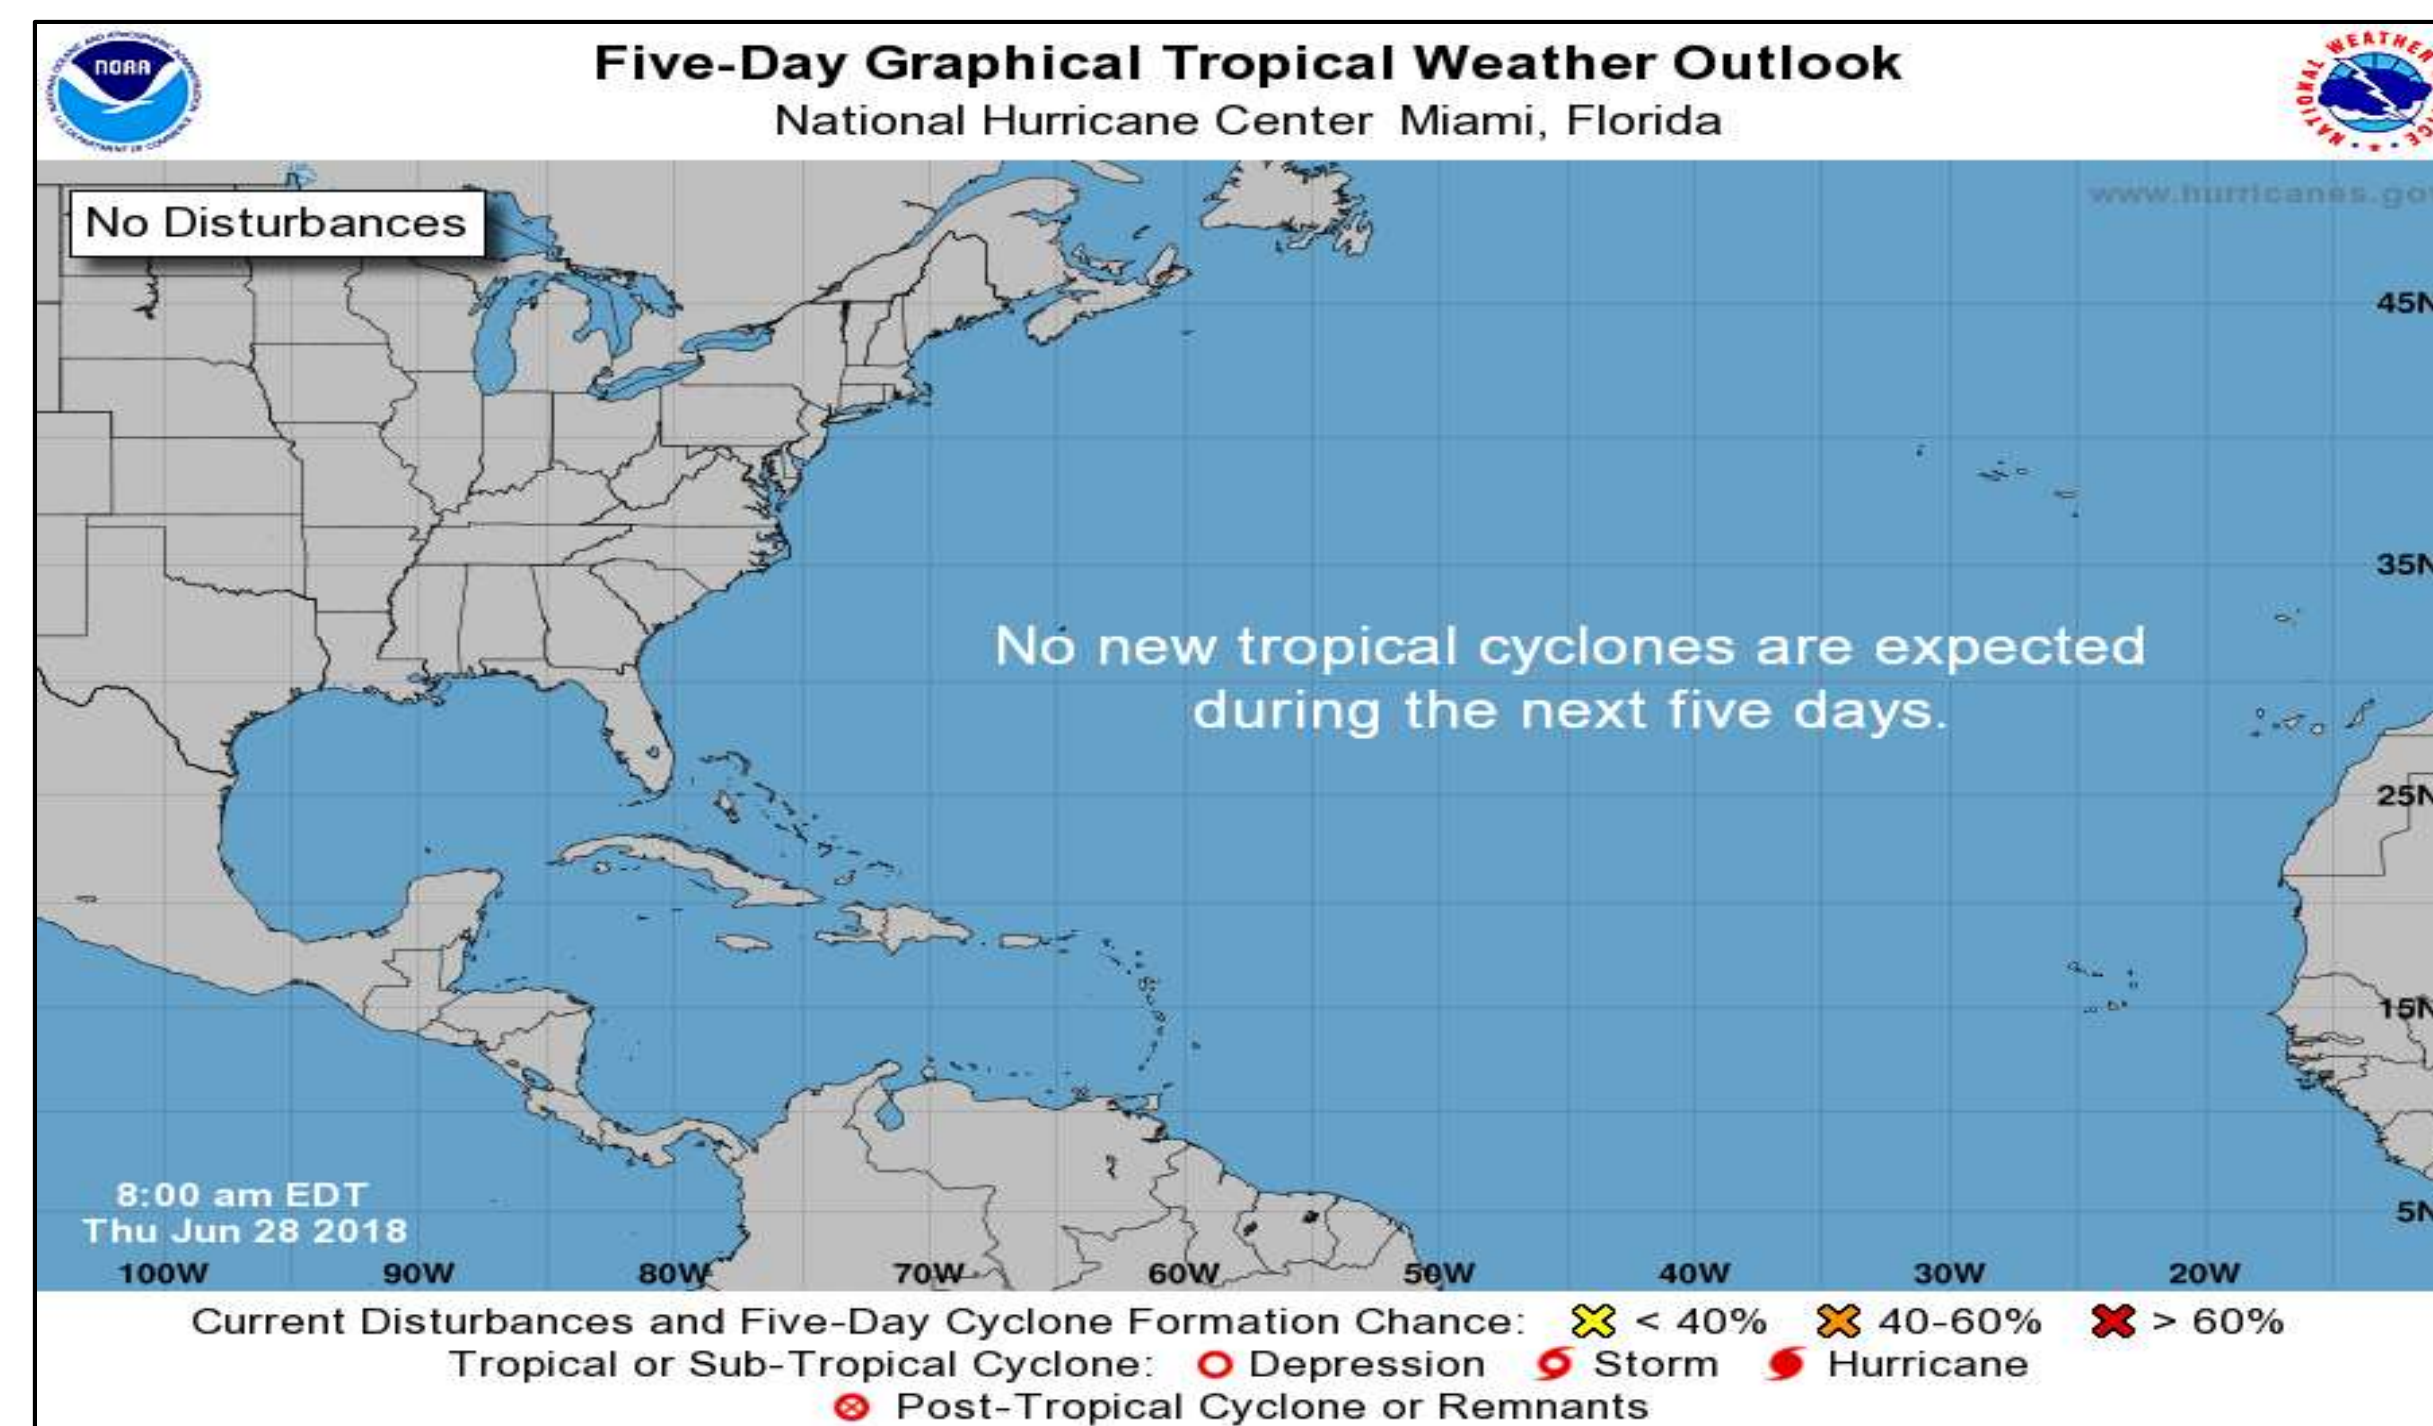 NOAA
Five-Day Graphical Tropical Weather Outlook
National Hurricane Center Miami, Florida
NATIONAL WEATHER
No Disturbances
www.hurricanes.gov
45N
35N
No new tropical cyclones are expected
during the next five days.
25N
15N
8:00 am EDT
Thu Jun 28 2018
5N
100W 90W 80W 70W 60W 50W 40W 30W 20W
Current Disturbances and Five-Day Cyclone Formation Chance: < 40% 40-60% > 60%
Tropical or Sub-Tropical Cyclone: Depression Storm Hurricane
Post-Tropical Cyclone or Remnants